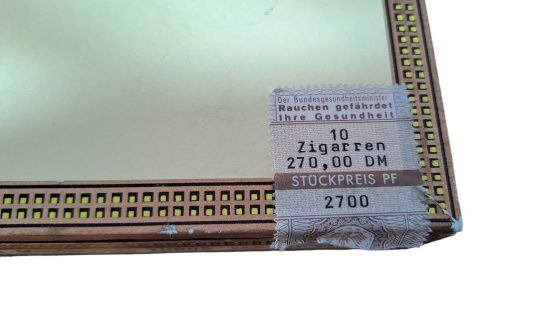 Der Bundesgesundheitsminister
Rauchen gefährdet
Ihre Gesundheit
10
Zigarren
270,00 DM
STÜCKPREIS PF
2700